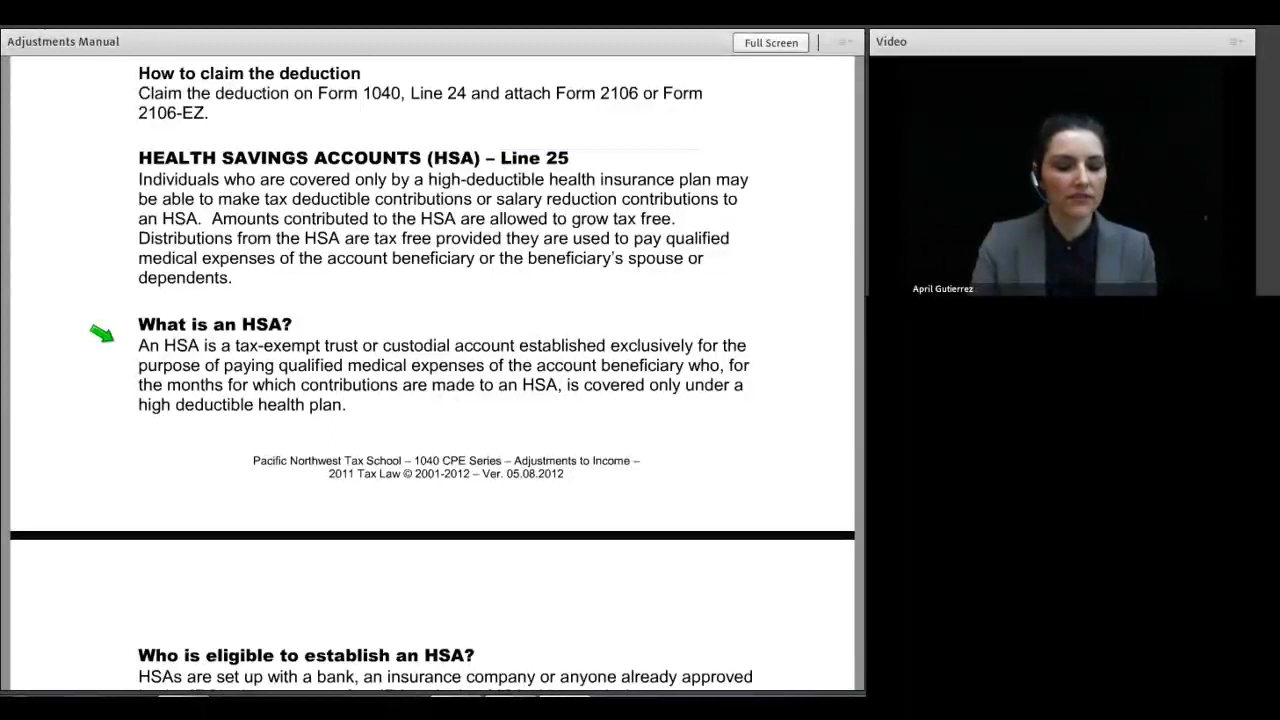 Adjustments Manual
Full Screen
Video
How to claim the deduction
Claim the deduction on Form 1040, Line 24 and attach Form 2106 or Form
2106-EZ.
HEALTH SAVINGS ACCOUNTS (HSA) – Line 25
Individuals who are covered only by a high-deductible health insurance plan may
be able to make tax deductible contributions or salary reduction contributions to
an HSA.  Amounts contributed to the HSA are allowed to grow tax free.
Distributions from the HSA are tax free provided they are used to pay qualified
medical expenses of the account beneficiary or the beneficiary's spouse or
dependents.
What is an HSA?
An HSA is a tax-exempt trust or custodial account established exclusively for the
purpose of paying qualified medical expenses of the account beneficiary who, for
the months for which contributions are made to an HSA, is covered only under a
high deductible health plan.
Pacific Northwest Tax School – 1040 CPE Series – Adjustments to Income –
2011 Tax Law © 2001-2012 – Ver. 05.08.2012
Who is eligible to establish an HSA?
HSAs are set up with a bank, an insurance company or anyone already approved
April Gutierrez